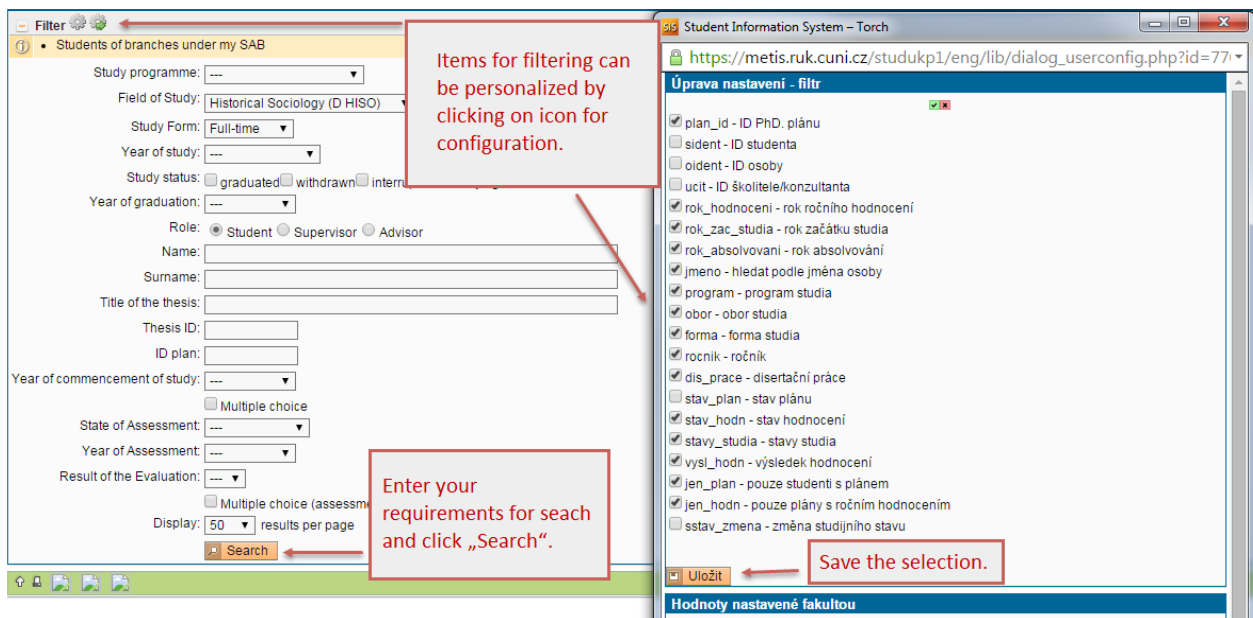 Filter
Students of branches under my SAB
Study programme: ---
Field of Study: Historical Sociology (D HISO)
Study Form: Full-time
Year of study: ---
Study status: graduated withdrawn
Year of graduation: ---
Role: Student Supervisor Advisor
Name:
Surname:
Title of the thesis:
Thesis ID:
ID plan:
Year of commencement of study: ---
Multiple choice
State of Assessment: ---
Year of Assessment: ---
Result of the Evaluation: ---
Multiple choice
Display: 50 results per page
Search
Items for filtering can
be personalized by
clicking on icon for
configuration.
Enter your
requirements for seach
and click „Search“.
SIS Student Information System – Torch
https://metis.ruk.cuni.cz/studukp1/eng/lib/dialog_userconfig.php?id=77
Úprava nastavení - filtr
plan_id - ID PhD. plánu
sident - ID studenta
oident - ID osoby
ucit - ID školitele/konzultanta
rok_hodnoceni - rok ročního hodnocení
rok_zac_studia - rok začátku studia
rok_absolvovani - rok absolvování
jmeno - hledat podle jména osoby
program - program studia
obor - obor studia
forma - forma studia
rocnik - ročník
dis_prace - disertační práce
stav_plan - stav plánu
stav_hodn - stav hodnocení
stavy_studia - stavy studia
vysl_hodn - výsledek hodnocení
jen_plan - pouze studenti s plánem
jen_hodn - pouze plány s ročním hodnocením
sstav_zmena - změna studijního stavu
Uložit
Save the selection.
Hodnoty nastavené fakultou